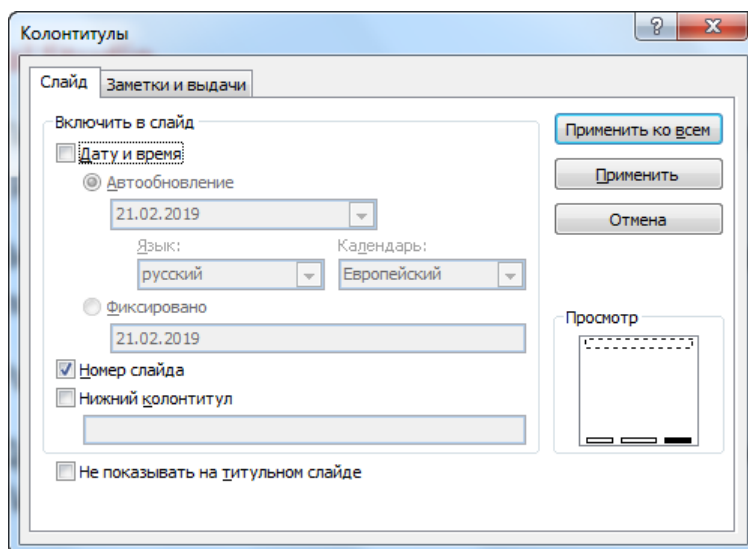 Колонтитулы
Слайд
Заметки и выдачи
Включить в слайд
Дату и время
Автообновление
21.02.2019
Язык:
Календарь:
русский
Европейский
Фиксировано
21.02.2019
Номер слайда
Нижний колонтитул
Не показывать на титульном слайде
Применить ко всем
Применить
Отмена
Просмотр